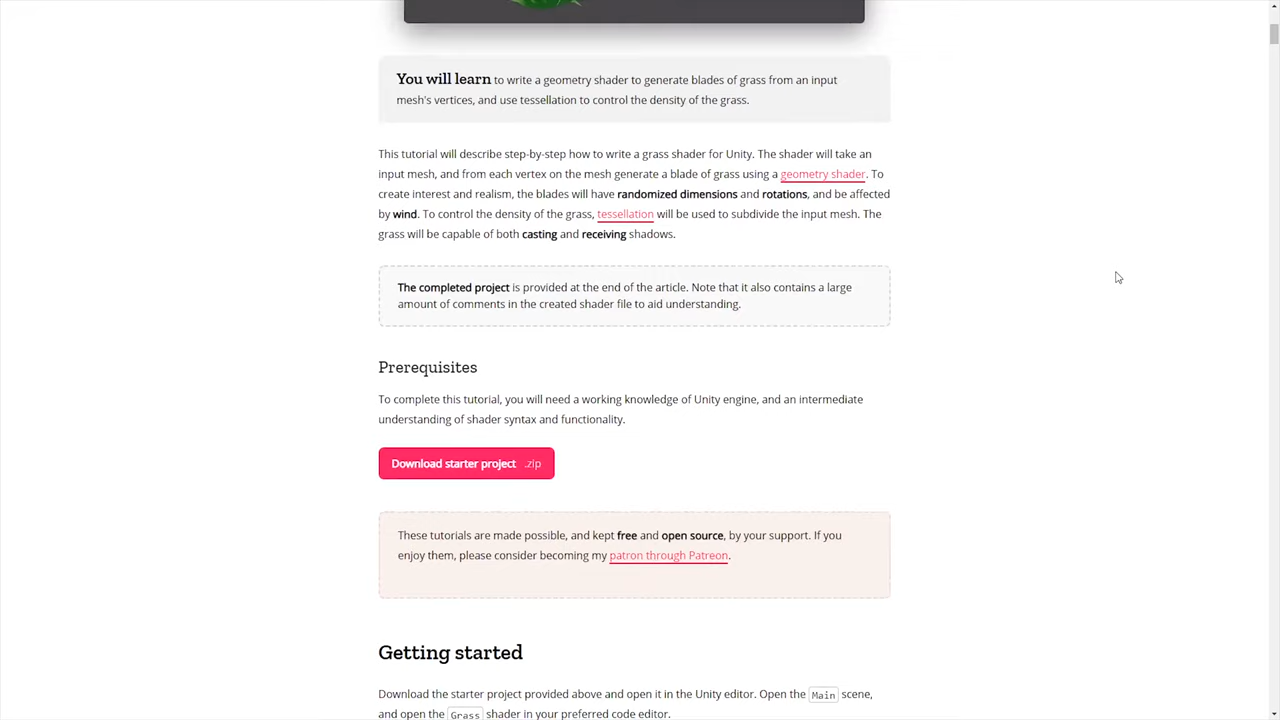 You will learn to write a geometry shader to generate blades of grass from an input
mesh's vertices, and use tessellation to control the density of the grass.
This tutorial will describe step-by-step how to write a grass shader for Unity. The shader will take an
input mesh, and from each vertex on the mesh generate a blade of grass using a geometry shader. To
create interest and realism, the blades will have randomized dimensions and rotations, and be affected
by wind. To control the density of the grass, tessellation will be used to subdivide the input mesh. The
grass will be capable of both casting and receiving shadows.
The completed project is provided at the end of the article. Note that it also contains a large
amount of comments in the created shader file to aid understanding.
Prerequisites
To complete this tutorial, you will need a working knowledge of Unity engine, and an intermediate
understanding of shader syntax and functionality.
Download starter project .zip
These tutorials are made possible, and kept free and open source, by your support. If you
enjoy them, please consider becoming my patron through Patreon.
Getting started
Download the starter project provided above and open it in the Unity editor. Open the Main scene,
and open the Grass shader in your preferred code editor.